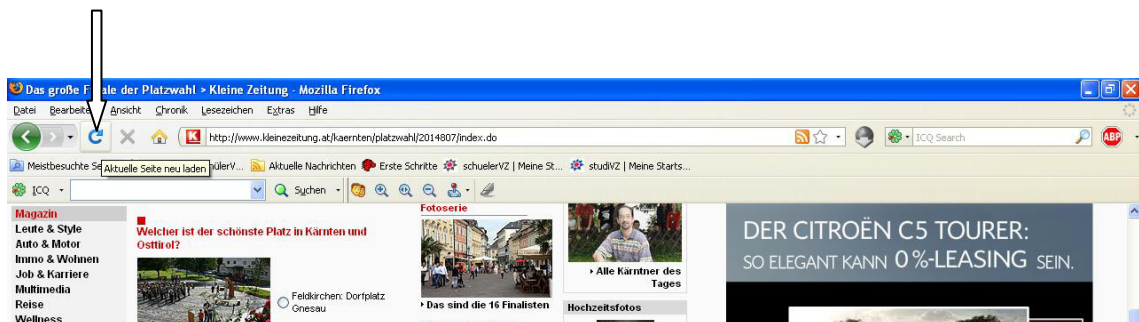 Das große F ale der Platzwahl > Kleine Zeitung - Mozilla Firefox
Datei Bearbeite Ansicht Chronik Lesezeichen Extras Hilfe
http://www.kleinezeitung.at/kaernten/platzwahl/2014807/index.do
ICQ Search
ABP
Meistbesuchte Se
Aktuelle Seite neu laden
nülerV...
Aktuelle Nachrichten
Erste Schritte
schuelerVZ | Meine St...
studiVZ | Meine Starts...
ICQ
Suchen
Magazin
Leute & Style
Auto & Motor
Immo & Wohnen
Job & Karriere
Multimedia
Reise
Wellness
Welcher ist der schönste Platz in Kärnten und
Osttirol?
Feldkirchen: Dorfplatz
Gnesau
Fotoserie
Das sind die 16 Finalisten
Alle Kärntner des
Tages
Hochzeitsfotos
DER CITROËN C5 TOURER:
SO ELEGANT KANN 0%-LEASING SEIN.